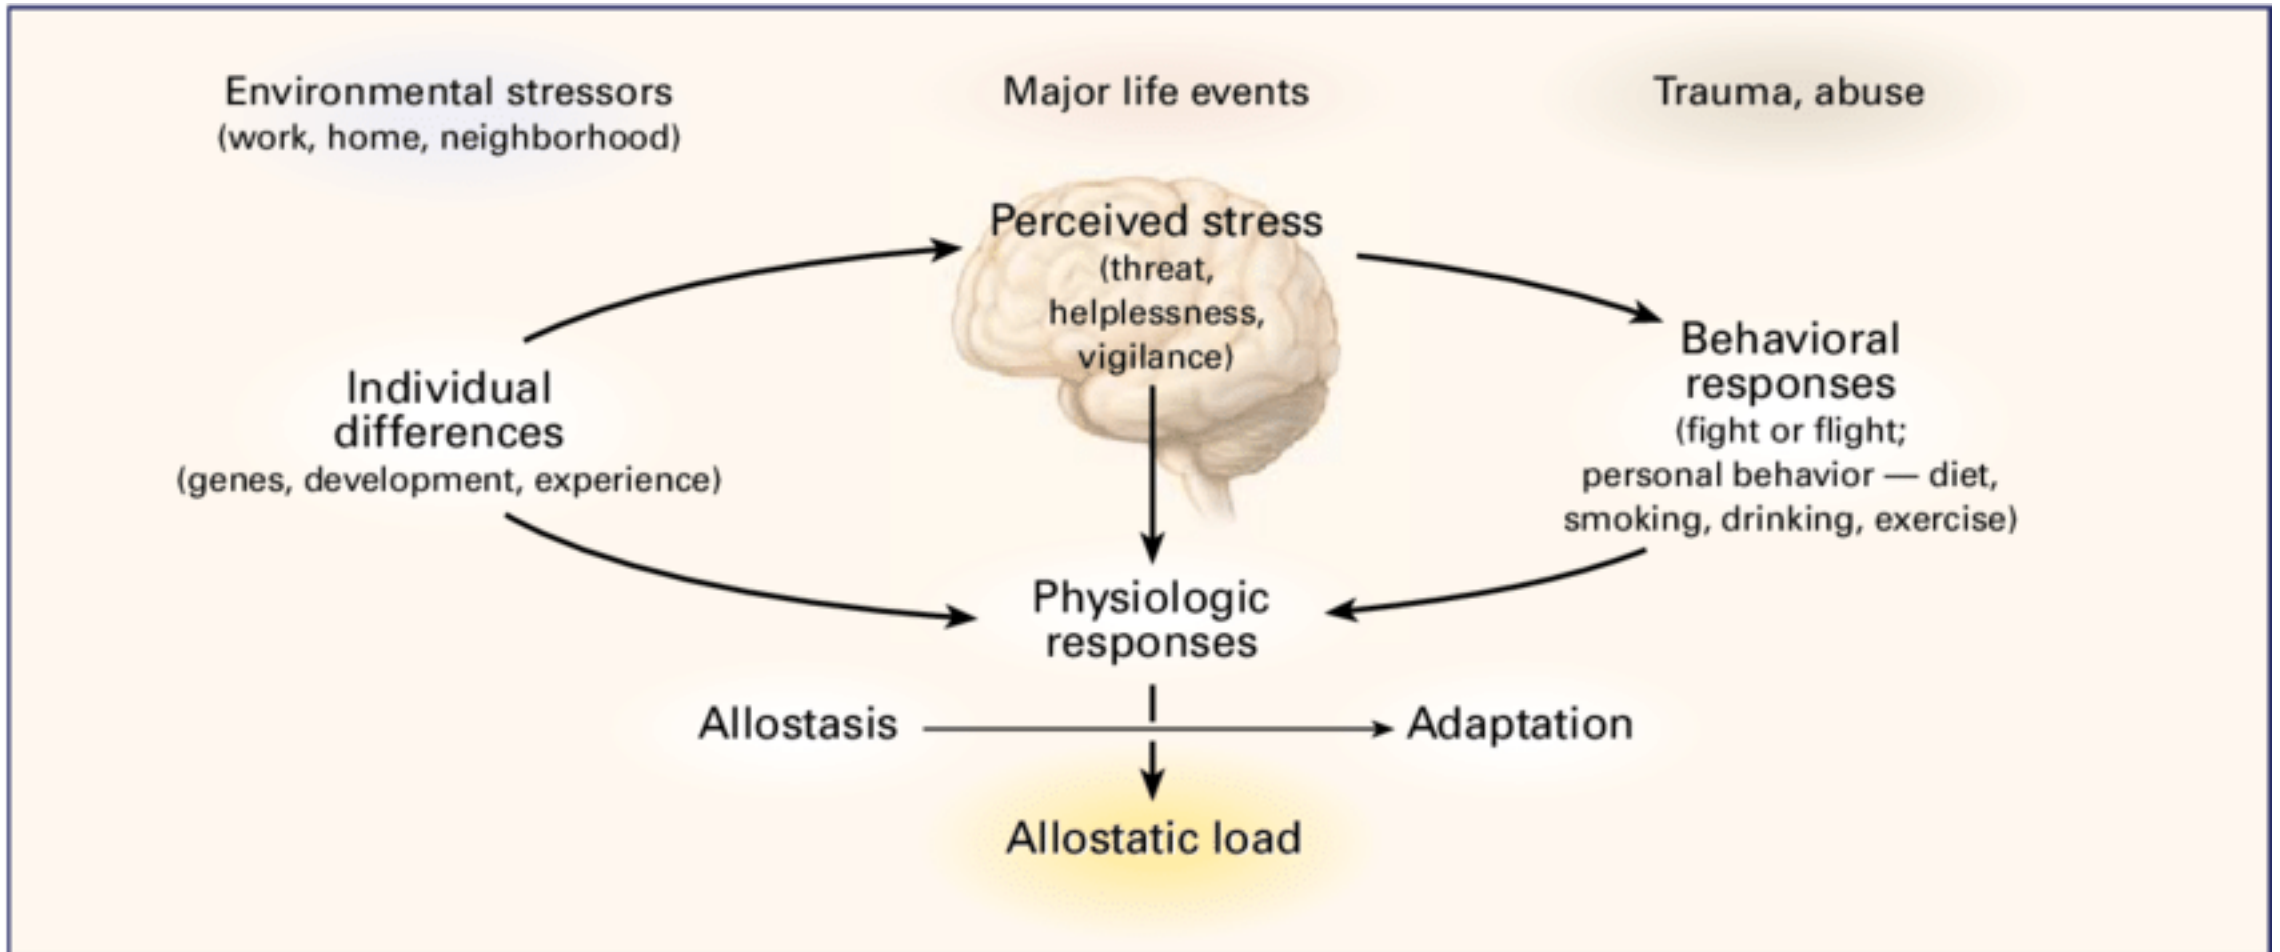 Environmental stressors
(work, home, neighborhood)
Major life events
Trauma, abuse
Perceived stress
(threat,
helplessness,
vigilance)
Individual
differences
(genes, development, experience)
Behavioral
responses
(fight or flight;
personal behavior — diet,
smoking, drinking, exercise)
Physiologic
responses
Allostasis
Adaptation
Allostatic load